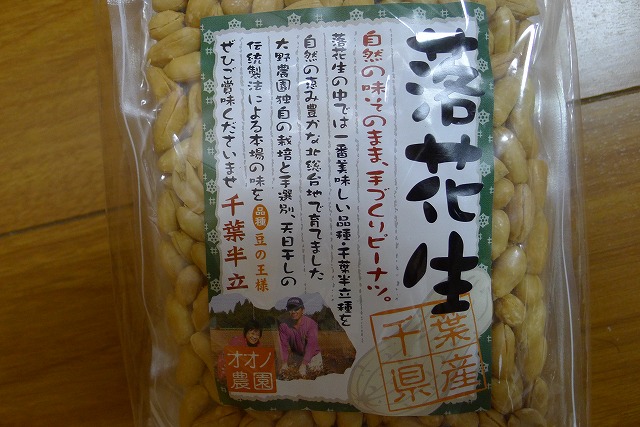 落花生
自然の味そのまま、手づくりピーナツ。
落花生の中では一番美味しい品種・千葉半立種を
自然の恵み豊かな北総台地で育てました
大野農園独自の栽培と手選別、天日干しの
伝統製法による本場の味を
ぜひご賞味くださいませ
品種 豆の王様
千葉半立
千葉県産
オオノ
農園